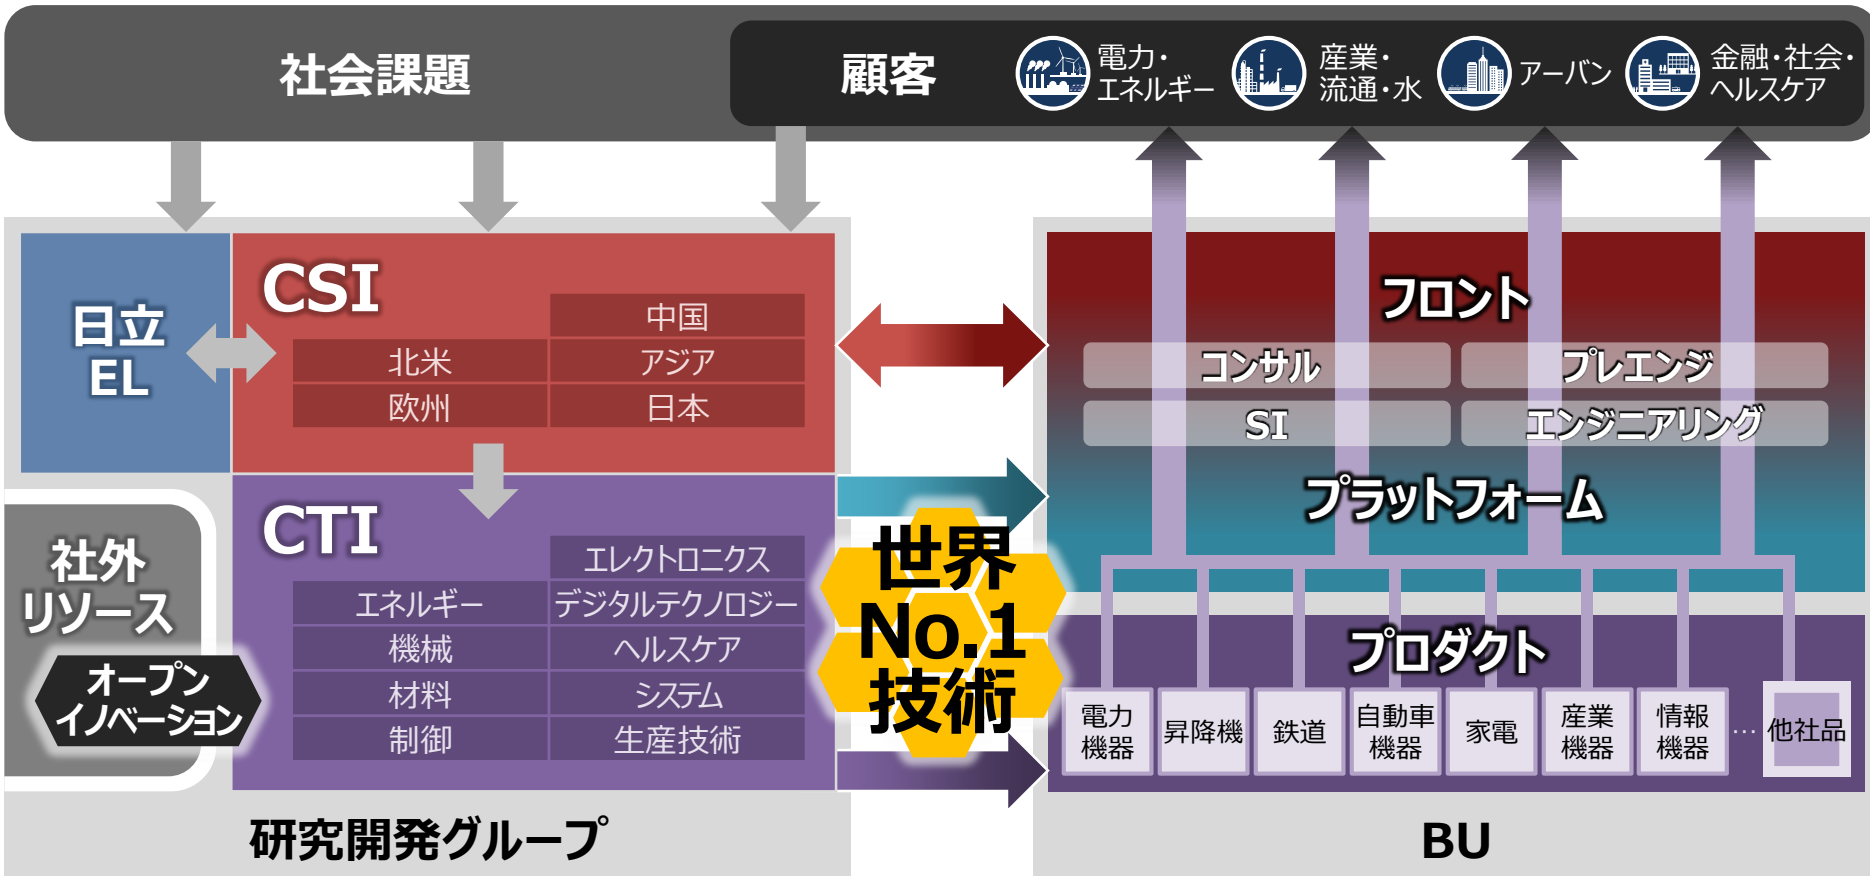 社会課題
顧客
電力・
エネルギー
産業・
流通・水
アーバン
金融・社会・
ヘルスケア
日立
EL
CSI
中国
北米
アジア
欧州
日本
フロント
コンサル
プレエンジ
SI
エンジニアリング
プラットフォーム
社外
リソース
オープン
イノベーション
CTI
エレクトロニクス
エネルギー
デジタルテクノロジー
機械
ヘルスケア
材料
システム
制御
生産技術
世界
No.1
技術
プロダクト
電力
機器
昇降機
鉄道
自動車
機器
家電
産業
機器
情報
機器
…
他社品
研究開発グループ
BU